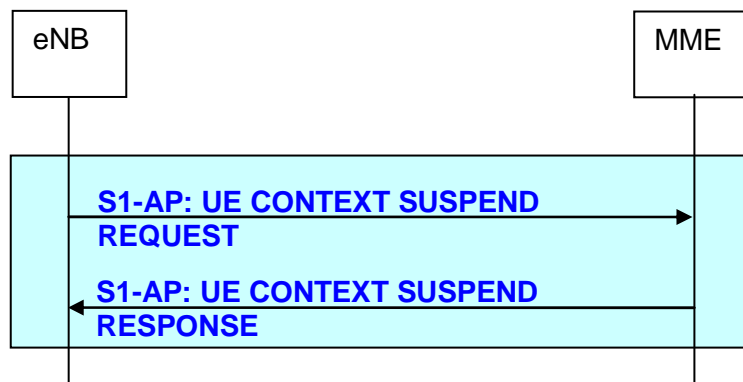 eNB
MME
S1-AP: UE CONTEXT SUSPEND
REQUEST
S1-AP: UE CONTEXT SUSPEND
RESPONSE